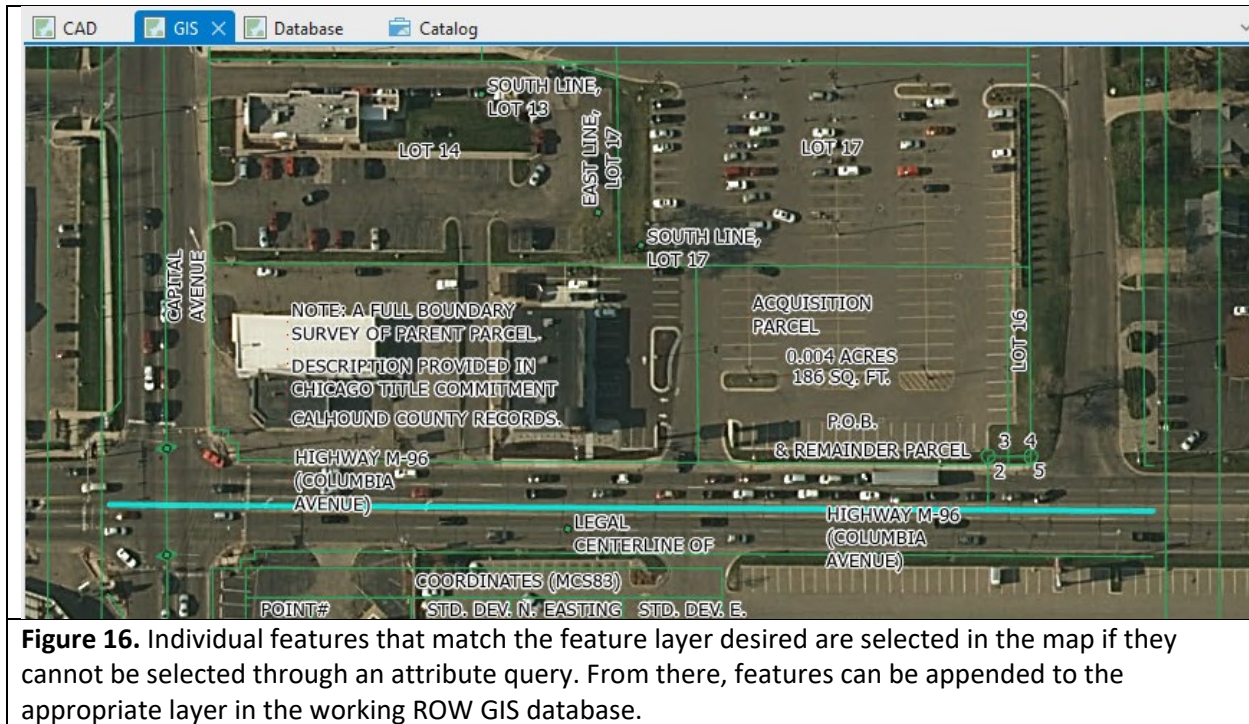 CAD
GIS
Database
Catalog
SOUTH LINE,
LOT 13
LOT 14
EAST LINE,
LOT 17
LOT 17
SOUTH LINE,
LOT 17
CAPITAL
AVENUE
NOTE: A FULL BOUNDARY
SURVEY OF PARENT PARCEL.
DESCRIPTION PROVIDED IN
CHICAGO TITLE COMMITMENT
CALHOUND COUNTY RECORDS.
ACQUISITION
PARCEL
0.004 ACRES
186 SQ. FT.
LOT 16
P.O.B.
& REMAINDER PARCEL
3 4
2 5
HIGHWAY M-96
(COLUMBIA
AVENUE)
HIGHWAY M-96
(COLUMBIA
AVENUE)
LEGAL
CENTERLINE OF
COORDINATES (MCS83)
POINT# STD. DEV. N. EASTING STD. DEV. E.
Figure 16. Individual features that match the feature layer desired are selected in the map if they
cannot be selected through an attribute query. From there, features can be appended to the
appropriate layer in the working ROW GIS database.